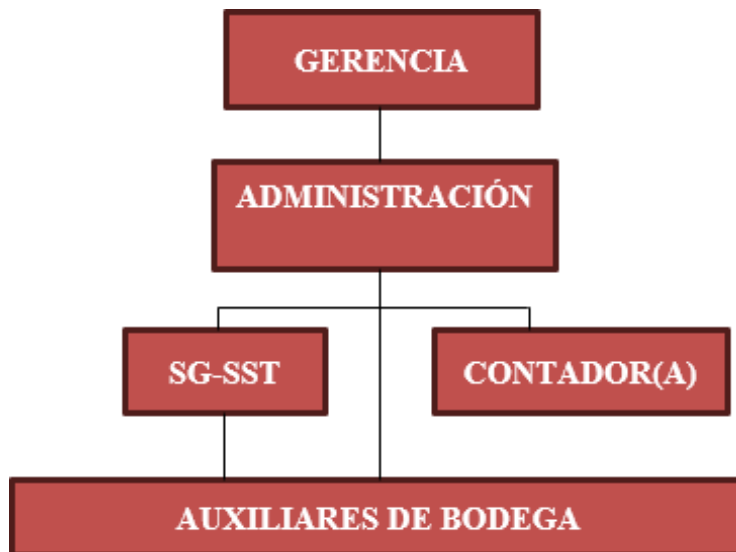 GERENCIA
ADMINISTRACIÓN
SG-SST
CONTADOR(A)
AUXILIARES DE BODEGA